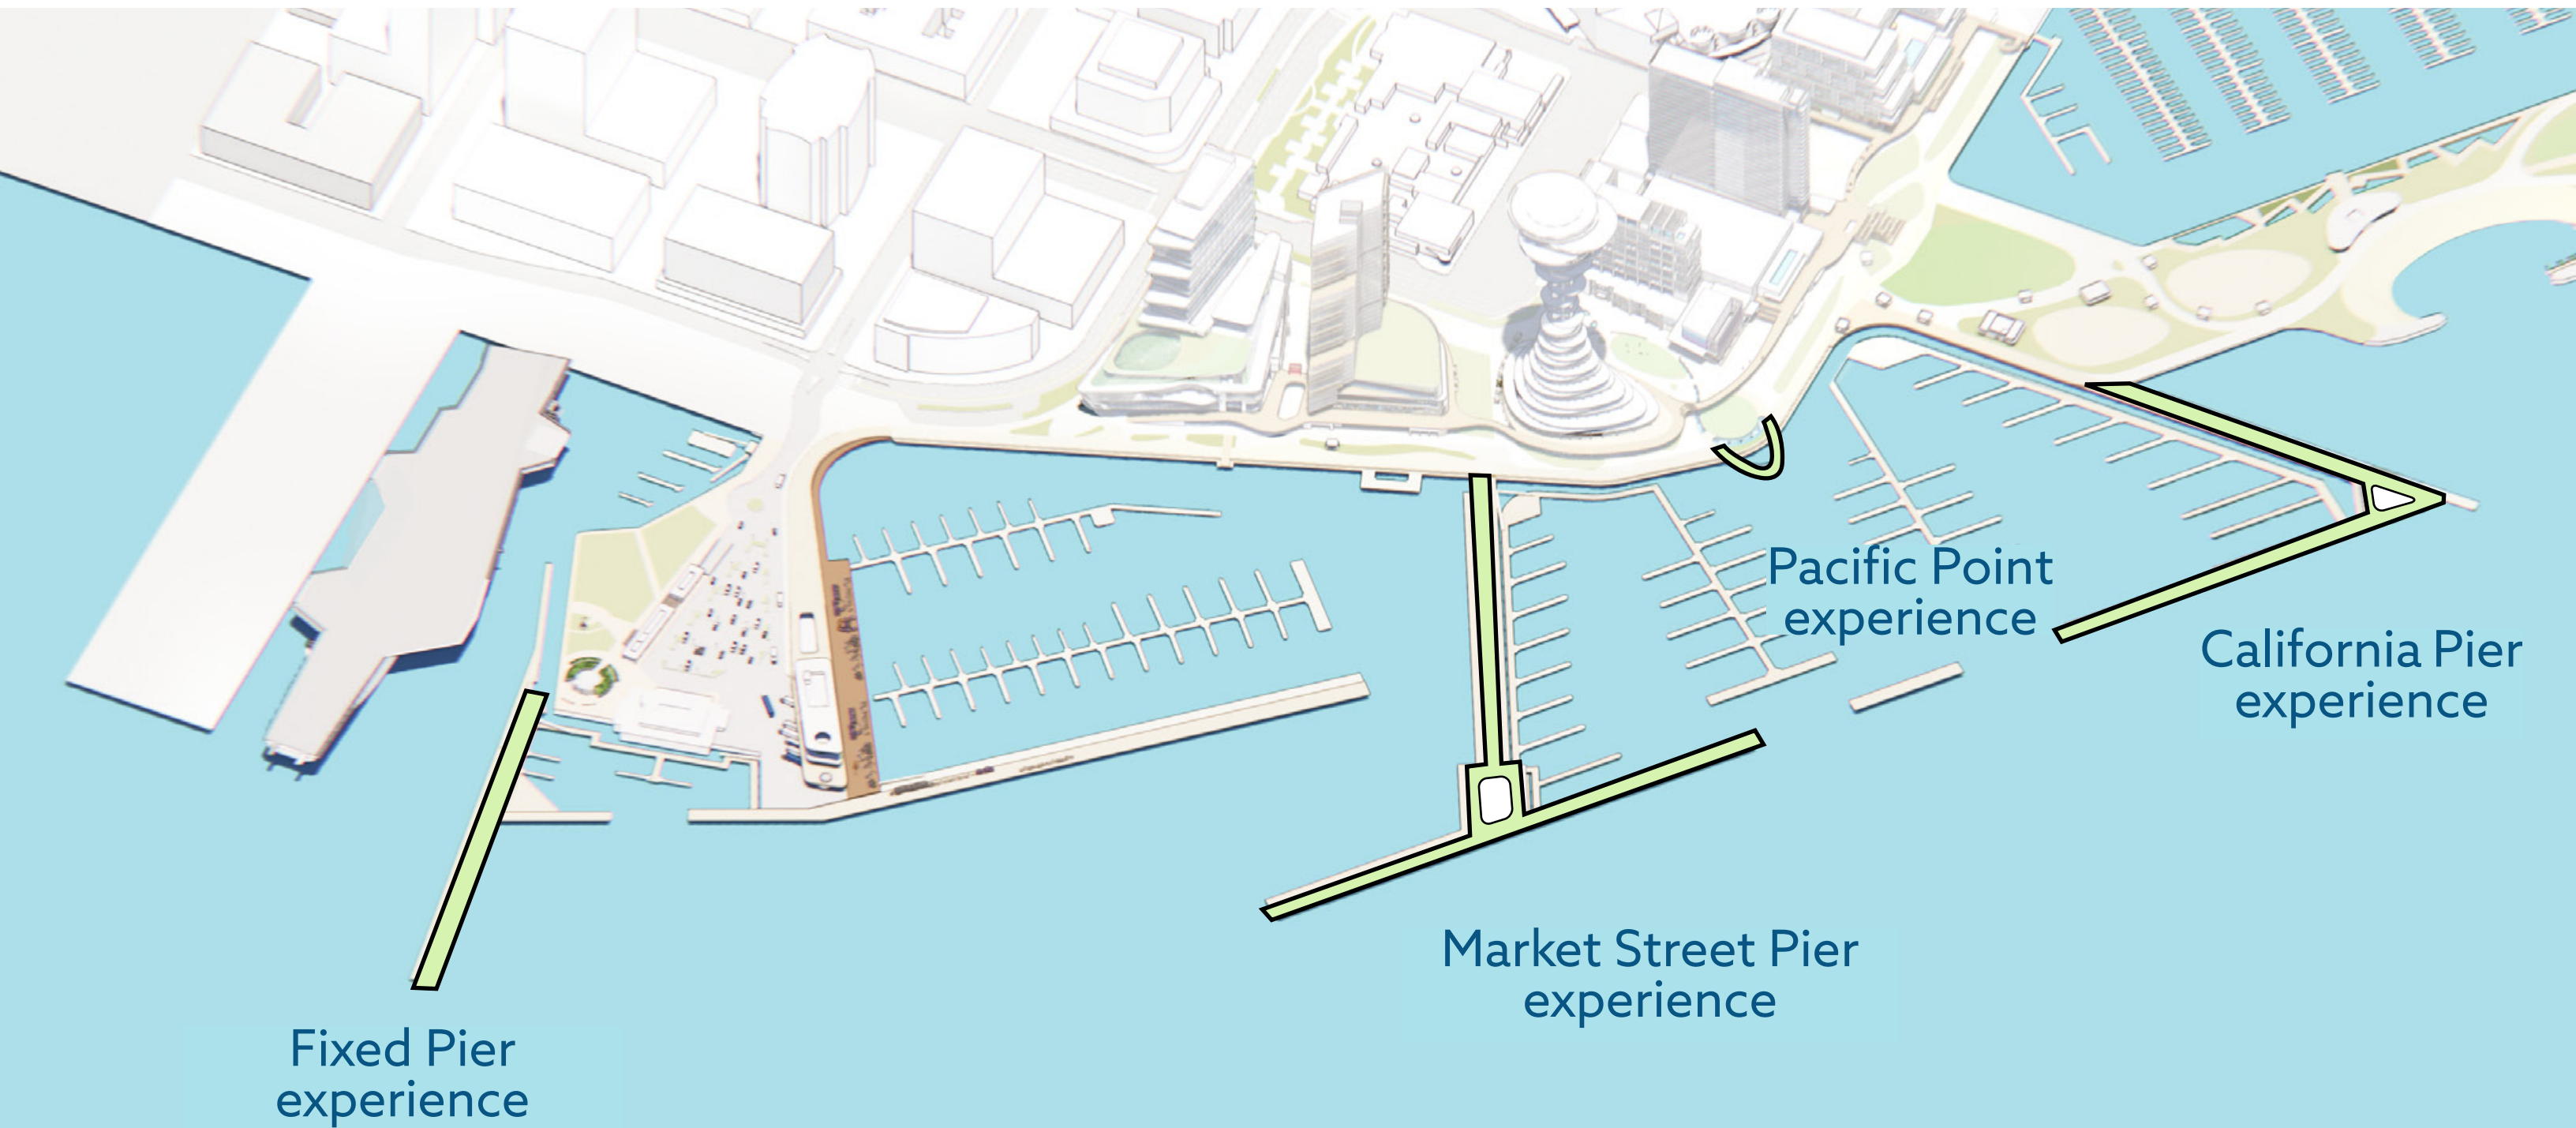 Pacific Point
experience
California Pier
experience
Market Street Pier
experience
Fixed Pier
experience